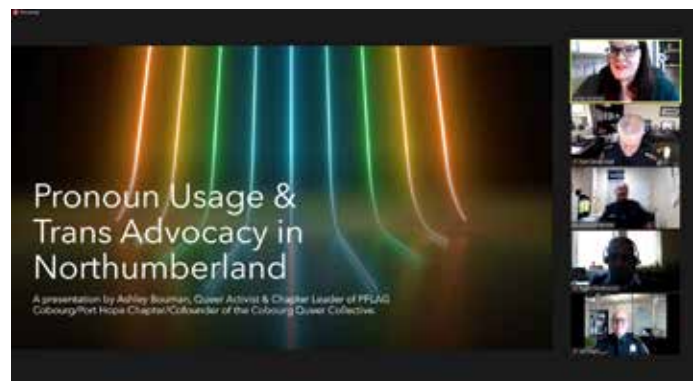 Pronoun Usage &
Trans Advocacy in
Northumberland
A presentation by Ashley Bouman, Queer Activist & Chapter Leader of PFLAG
Cobourg/Port Hope Chapter/Cofounder of the Cobourg Queer Collective.